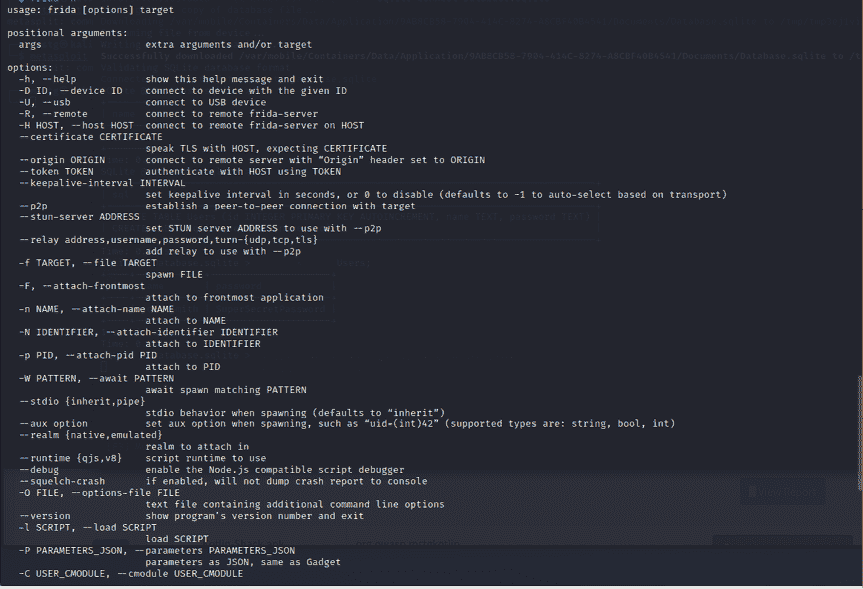 usage: frida [options] target
positional arguments:
args extra arguments and/or target
options:
-h, --help show this help message and exit
-D ID, --device ID connect to device with the given ID
-U, --usb connect to USB device
-R, --remote connect to remote frida-server
-H HOST, --host HOST connect to remote frida-server on HOST
--certificate CERTIFICATE
speak TLS with HOST, expecting CERTIFICATE
--origin ORIGIN connect to remote server with “Origin” header set to ORIGIN
--token TOKEN authenticate with HOST using TOKEN
--keepalive-interval INTERVAL
set keepalive interval in seconds, or 0 to disable (defaults to -1 to auto-select based on transport)
--p2p establish a peer-to-peer connection with target
--stun-server ADDRESS
set STUN server ADDRESS to use with --p2p
--relay address,username,password,turn-{udp,tcp,tls}
add relay to use with --p2p
-f TARGET, --file TARGET
spawn FILE
-F, --attach-frontmost
attach to frontmost application
-n NAME, --attach-name NAME
attach to NAME
-N IDENTIFIER, --attach-identifier IDENTIFIER
attach to IDENTIFIER
-p PID, --attach-pid PID
attach to PID
-W PATTERN, --await PATTERN
await spawn matching PATTERN
--stdio {inherit,pipe}
stdio behavior when spawning (defaults to “inherit”)
--aux option set aux option when spawning, such as “uid=(int)42” (supported types are: string, bool, int)
--realm {native,emulated}
realm to attach in
--runtime {qjs,v8} script runtime to use
--debug enable the Node.js compatible script debugger
--squelch-crash if enabled, will not dump crash report to console
-O FILE, --options-file FILE
text file containing additional command line options
--version show program's version number and exit
-l SCRIPT, --load SCRIPT
load SCRIPT
-P PARAMETERS_JSON, --parameters PARAMETERS_JSON
parameters as JSON, same as Gadget
-C USER_CMODULE, --cmodule USER_CMODULE